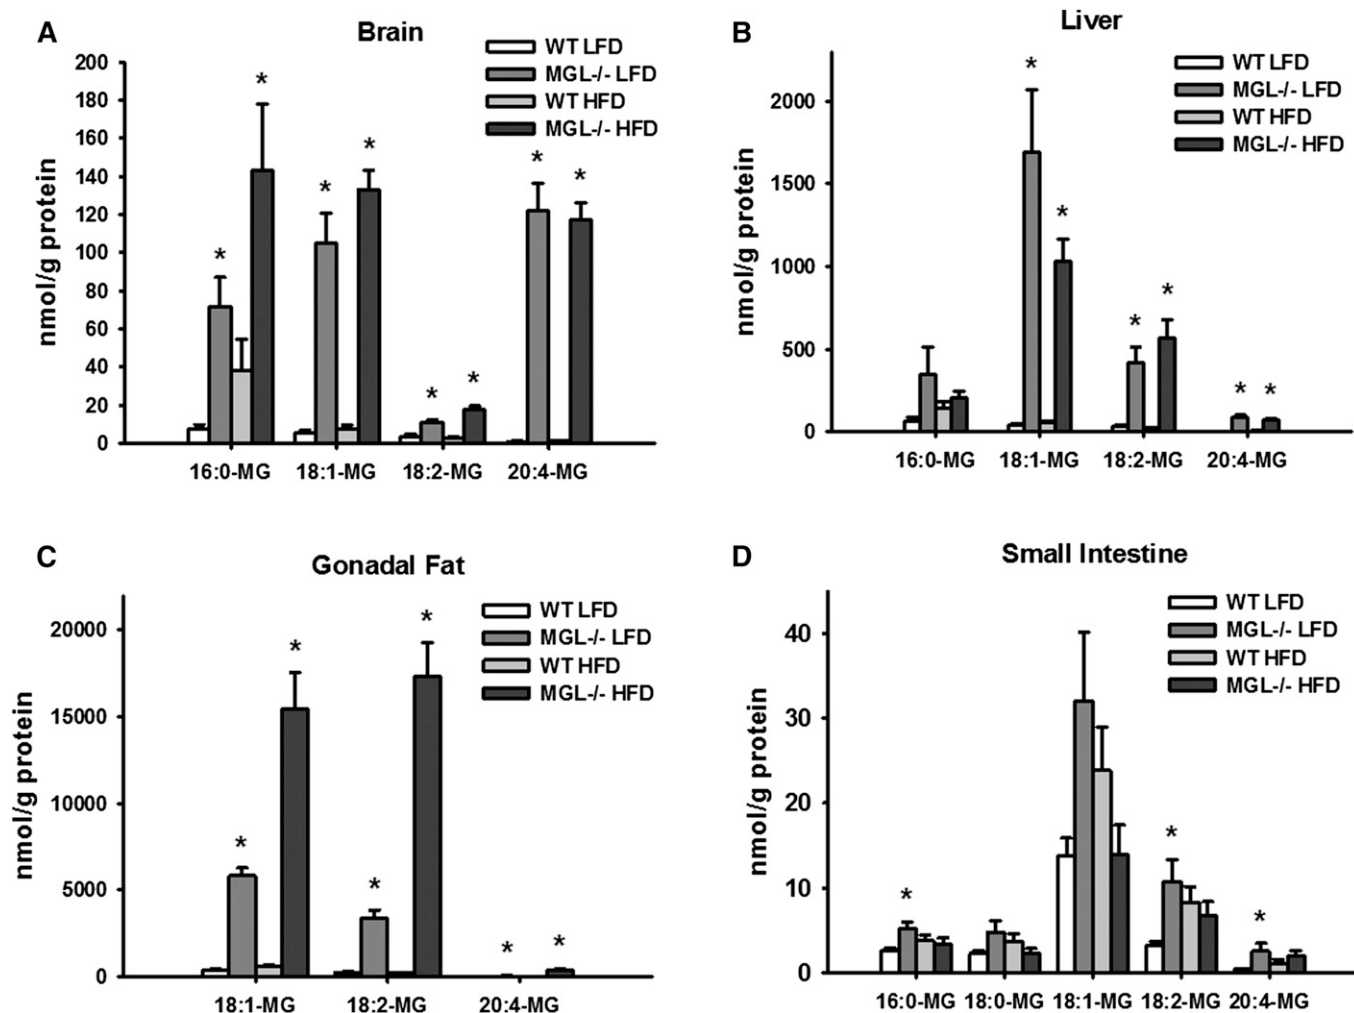 A
Brain
WT LFD
MGL-/- LFD
WT HFD
MGL-/- HFD
nmol/g protein
200
180
160
140
120
100
80
60
40
20
0
* * * * * * * *
16:0-MG 18:1-MG 18:2-MG 20:4-MG
B
Liver
WT LFD
MGL-/- LFD
WT HFD
MGL-/- HFD
nmol/g protein
2000
1500
1000
500
0
* * * * * *
16:0-MG 18:1-MG 18:2-MG 20:4-MG
C
Gonadal Fat
WT LFD
MGL-/- LFD
WT HFD
MGL-/- HFD
nmol/g protein
20000
15000
10000
5000
0
* * * * * *
18:1-MG 18:2-MG 20:4-MG
D
Small Intestine
WT LFD
MGL-/- LFD
WT HFD
MGL-/- HFD
nmol/g protein
40
30
20
10
0
* * *
16:0-MG 18:0-MG 18:1-MG 18:2-MG 20:4-MG